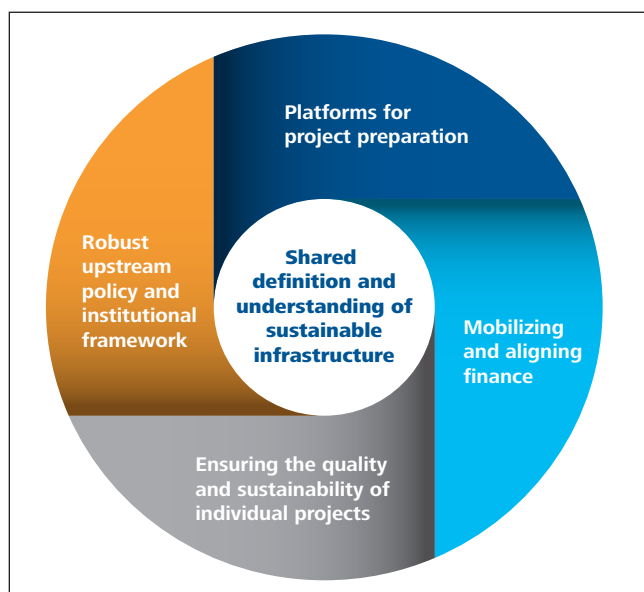 Platforms for
project preparation
Robust
upstream
policy and
institutional
framework
Shared
definition and
understanding of
sustainable
infrastructure
Mobilizing
and aligning
finance
Ensuring the quality
and sustainability of
individual projects